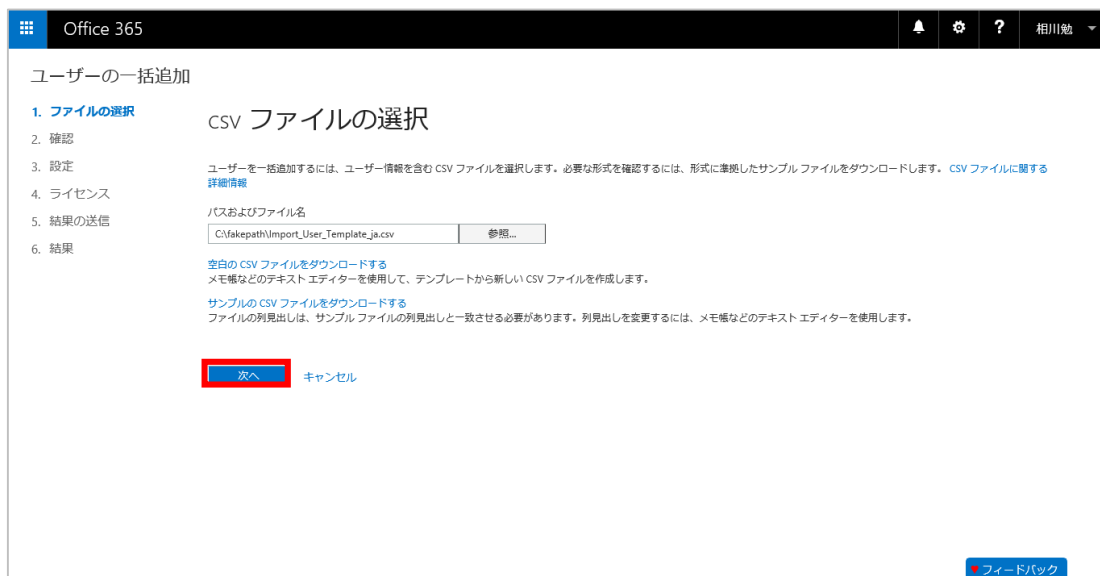 Office 365
?
相川勉
ユーザーの一括追加
1. ファイルの選択
2. 確認
3. 設定
4. ライセンス
5. 結果の送信
6. 結果
CSV ファイルの選択
ユーザーを一括追加するには、ユーザー情報を含む CSV ファイルを選択します。必要な形式を確認するには、形式に準拠したサンプル ファイルをダウンロードします。 CSV ファイルに関する
詳細情報
パスおよびファイル名
C:\fakepath\Import_User_Template_ja.csv
参照...
空白の CSV ファイルをダウンロードする
メモ帳などのテキスト エディターを使用して、テンプレートから新しい CSV ファイルを作成します。
サンプルの CSV ファイルをダウンロードする
ファイルの列見出しは、サンプル ファイルの列見出しと一致させる必要があります。列見出しを変更するには、メモ帳などのテキスト エディターを使用します。
次へ
キャンセル
フィードバック